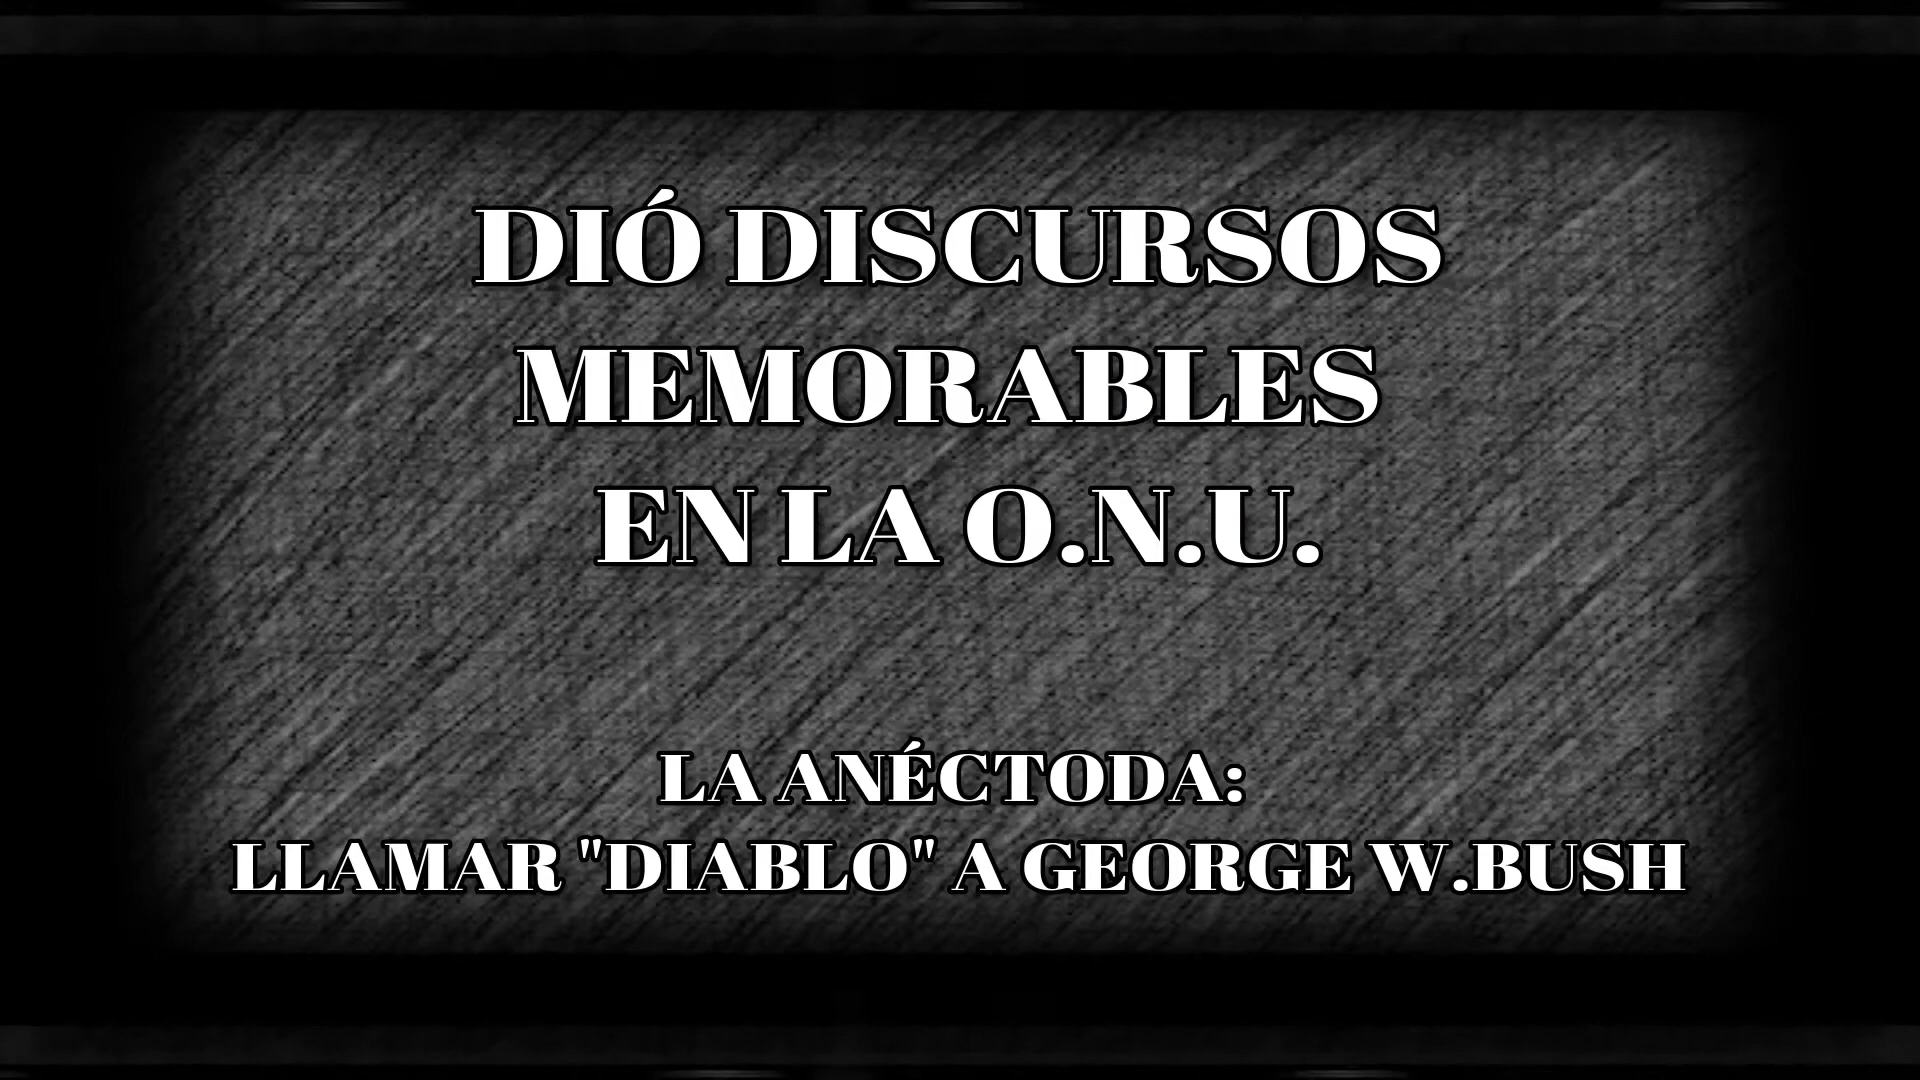 DIÓ DISCURSOS
MEMORABLES
EN LA O.N.U.
LA ANÉCTODA:
LLAMAR "DIABLO" A GEORGE W.BUSH